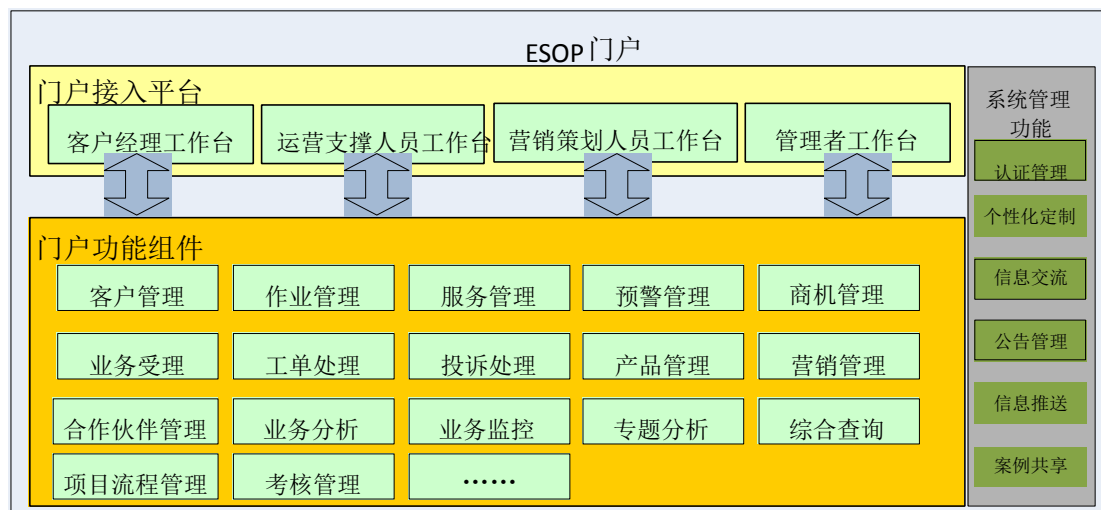 ESOP门户
门户接入平台
客户经理工作台
运营支撑人员工作台
营销策划人员工作台
管理者工作台
门户功能组件
客户管理
作业管理
服务管理
预警管理
商机管理
业务受理
工单处理
投诉处理
产品管理
营销管理
合作伙伴管理
业务分析
业务监控
专题分析
综合查询
项目流程管理
考核管理
……
系统管理
功能
认证管理
个性化定制
信息交流
公告管理
信息推送
案例共享